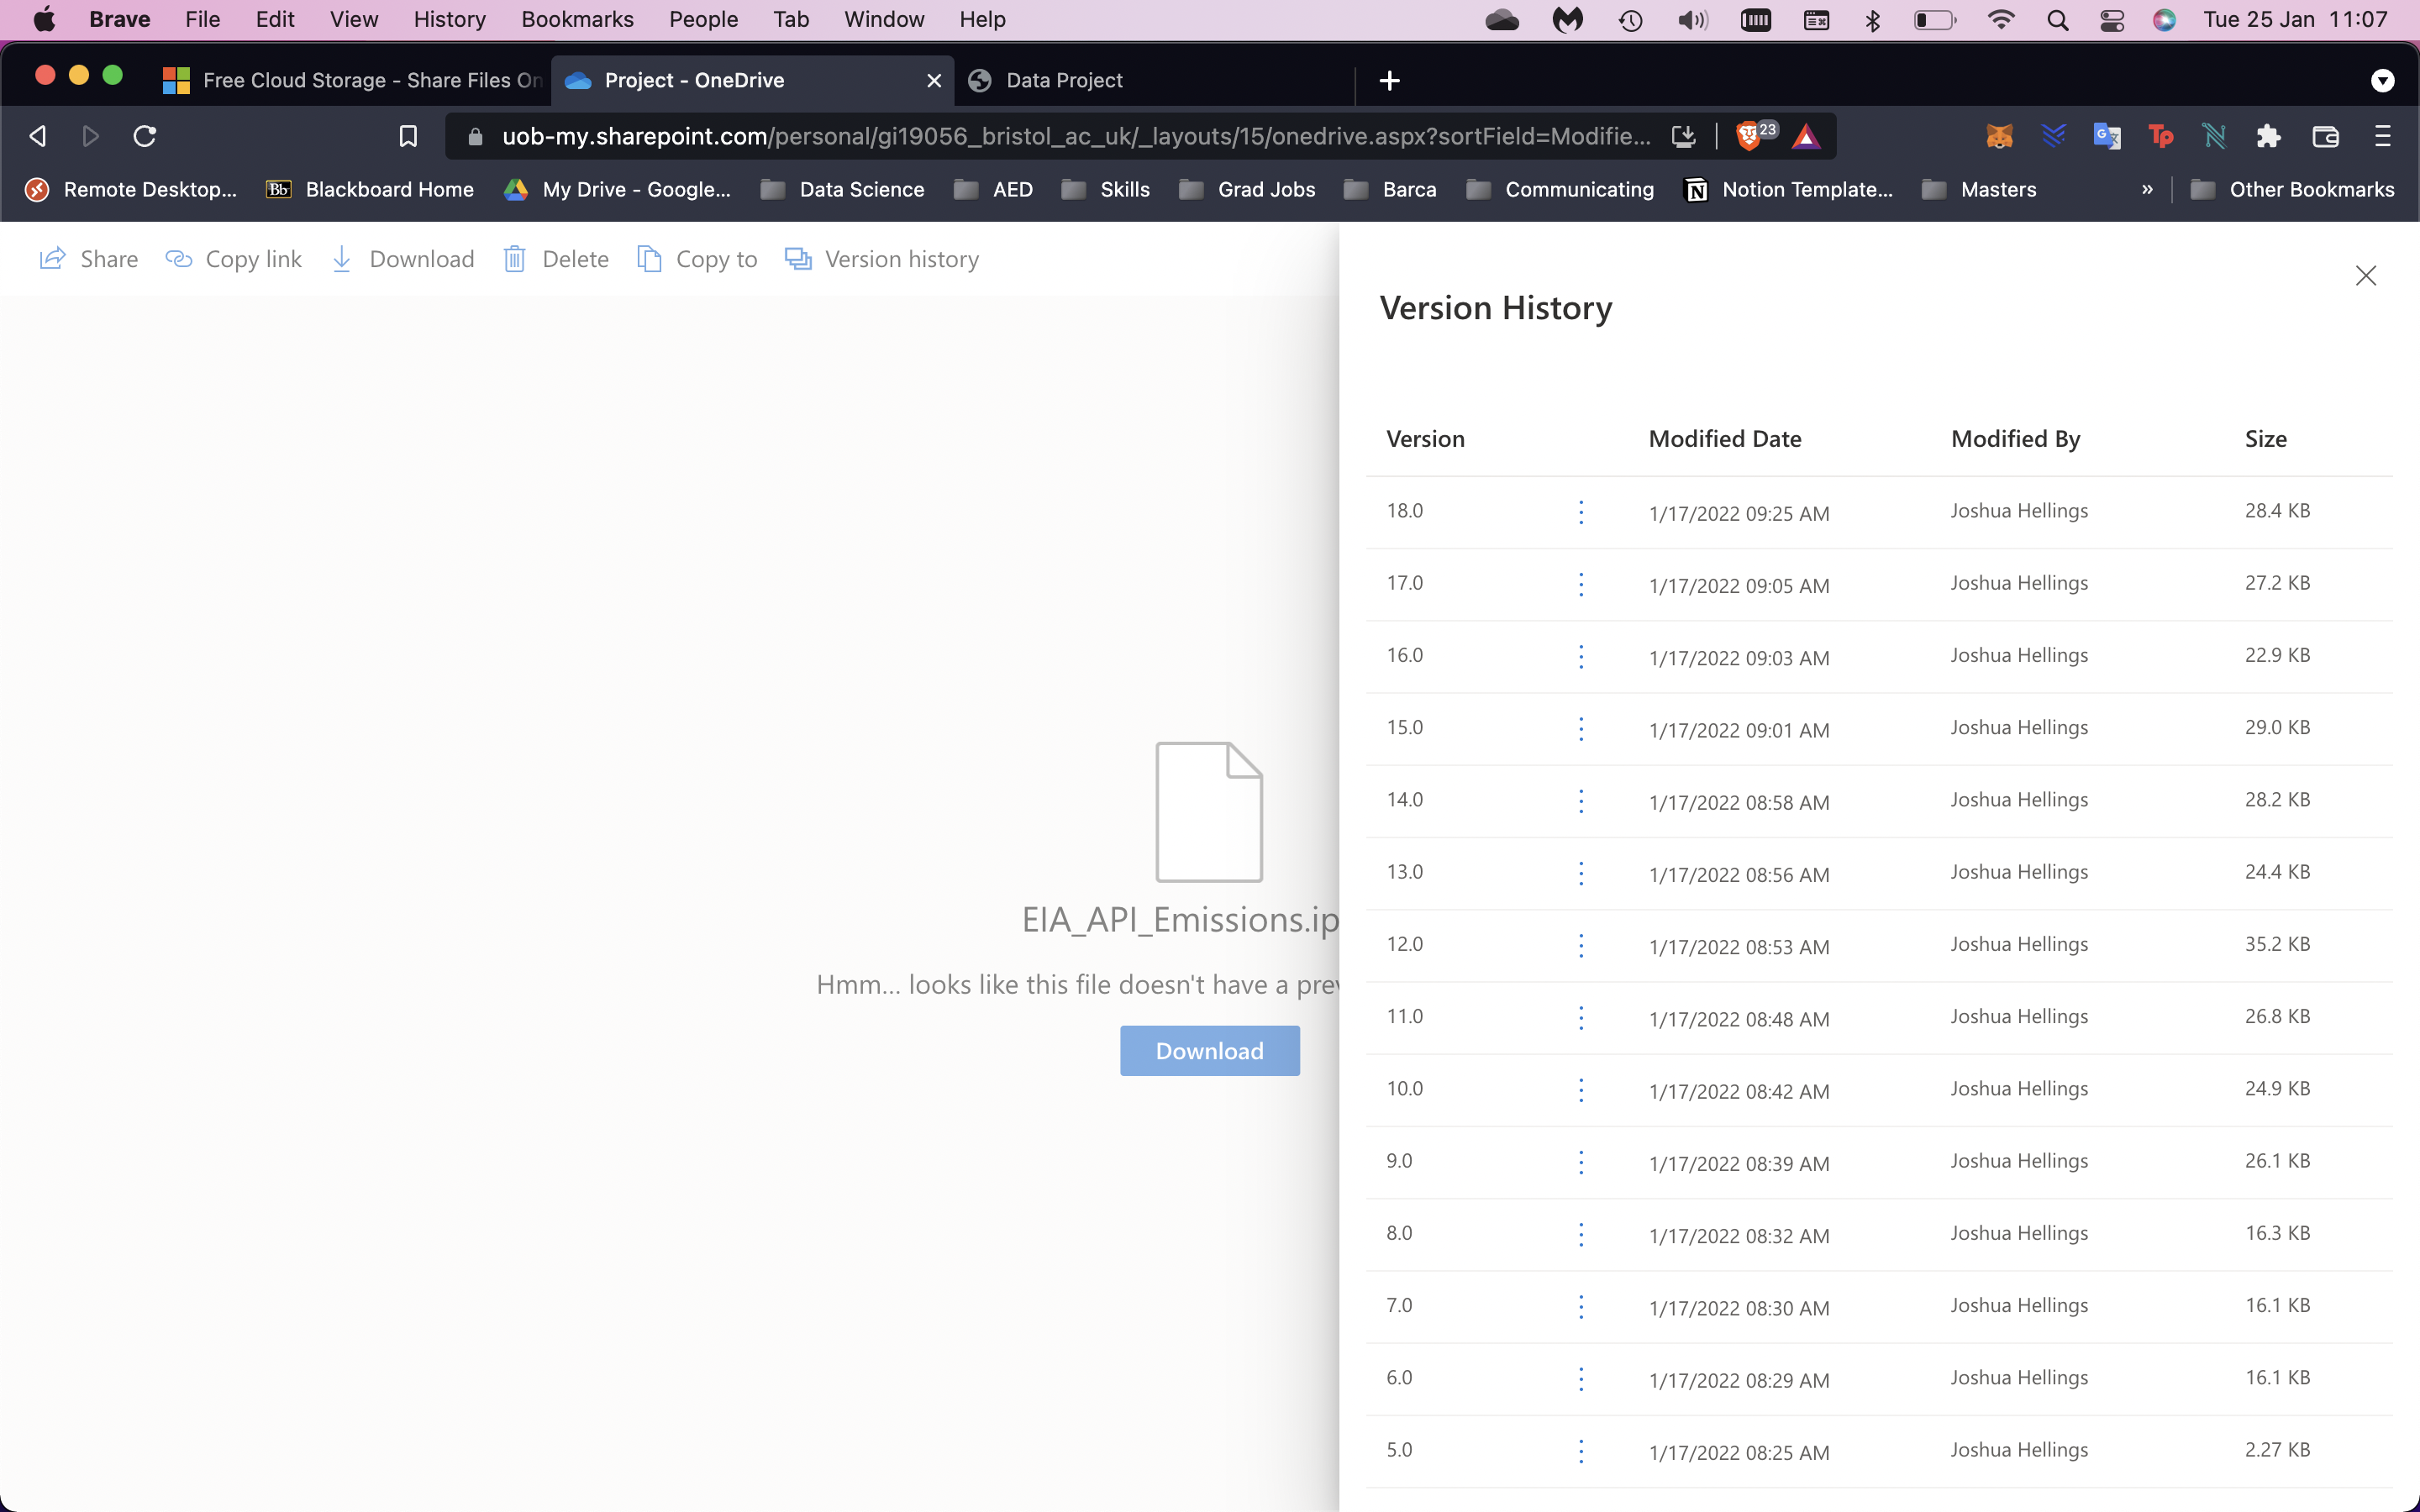 Brave File Edit View History Bookmarks People Tab Window Help Tue 25 Jan 11:07
Free Cloud Storage - Share Files On Project - OneDrive Data Project
uob-my.sharepoint.com/personal/gi19056_bristol_ac_uk/_layouts/15/onedrive.aspx?sortField=Modifie... 23 Tp
Remote Desktop... Bb Blackboard Home My Drive - Google... Data Science AED Skills Grad Jobs Barca Communicating Notion Template... Masters » Other Bookmarks
Share Copy link Download Delete Copy to Version history
EIA_API_Emissions.ip
Hmm... looks like this file doesn't have a prev
Download
Version History
Version Modified Date Modified By Size
18.0 1/17/2022 09:25 AM Joshua Hellings 28.4 KB
17.0 1/17/2022 09:05 AM Joshua Hellings 27.2 KB
16.0 1/17/2022 09:03 AM Joshua Hellings 22.9 KB
15.0 1/17/2022 09:01 AM Joshua Hellings 29.0 KB
14.0 1/17/2022 08:58 AM Joshua Hellings 28.2 KB
13.0 1/17/2022 08:56 AM Joshua Hellings 24.4 KB
12.0 1/17/2022 08:53 AM Joshua Hellings 35.2 KB
11.0 1/17/2022 08:48 AM Joshua Hellings 26.8 KB
10.0 1/17/2022 08:42 AM Joshua Hellings 24.9 KB
9.0 1/17/2022 08:39 AM Joshua Hellings 26.1 KB
8.0 1/17/2022 08:32 AM Joshua Hellings 16.3 KB
7.0 1/17/2022 08:30 AM Joshua Hellings 16.1 KB
6.0 1/17/2022 08:29 AM Joshua Hellings 16.1 KB
5.0 1/17/2022 08:25 AM Joshua Hellings 2.27 KB